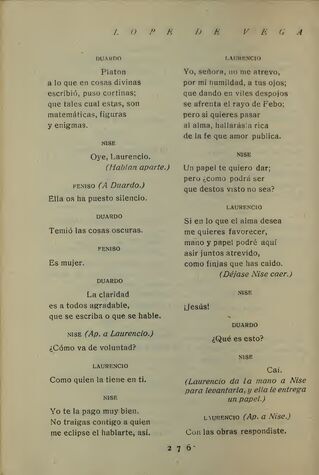 LOPE DE VEGA
DUARDO
Platon
a lo que en cosas divinas
escribió, puso cortinas;
que tales cual estas, son
matemáticas, figuras
y enigmas.
NISE
Oye, Laurencio.
(Hablan aparte.)
FENISO (A Duardo.)
Ella os ha puesto silencio.
DUARDO
Temió las cosas oscuras.
FENISO
Es mujer.
DUARDO
La claridad
es a todos agradable,
que se escriba o que se hable.
NISE (Ap. a Laurencio.)
¿Cómo va de voluntad?
LAURENCIO
Como quien la tiene en ti.
NISE
Yo te la pago muy bien.
No traigas contigo a quien
me eclipse el hablarte, así.
LAURENCIO
Yo, señora, no me atrevo,
por mi humildad, a tus ojos;
que dando en viles despojos
se afrenta el rayo de Febo;
pero si quieres pasar
al alma, hallarásla rica
de la fe que amor publica.
NISE
Un papel te quiero dar;
pero ¿como podrá ser
que destos visto no sea?
LAURENCIO
Si en lo que el alma desea
me quieres favorecer,
mano y papel podré aquí
asir juntos atrevido,
como finjas que has caído.
(Déjase Nise caer.)
NISE
¡Jesús!
DUARDO
¿Qué es esto?
NISE
Caí.
(Laurencio da la mano a Nise
para levantarla, y ella le entrega
un papel.)
LAURENCIO (Ap. a Nise.)
Con las obras respondiste.
276